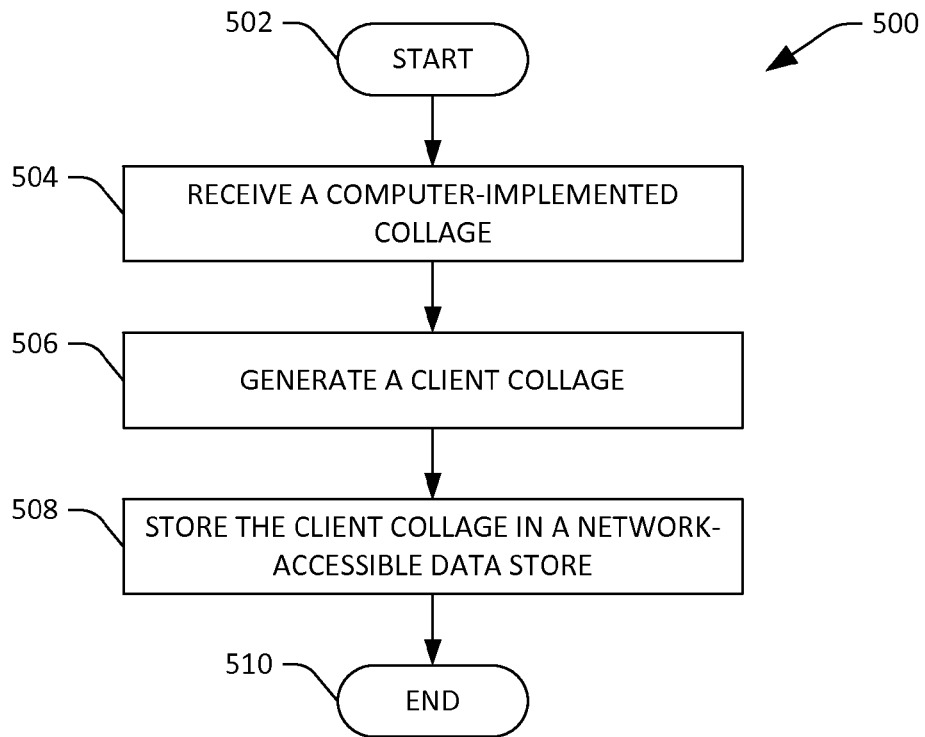 502
START
500
504
RECEIVE A COMPUTER-IMPLEMENTED
COLLAGE
506
GENERATE A CLIENT COLLAGE
508
STORE THE CLIENT COLLAGE IN A NETWORK-
ACCESSIBLE DATA STORE
510
END